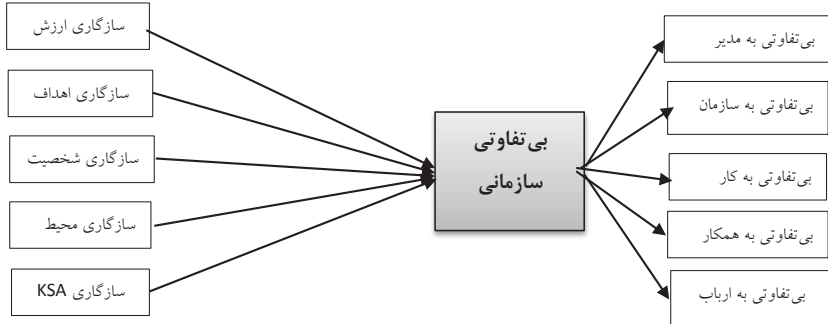 سازگاری ارزش
سازگاری اهداف
سازگاری شخصیت
سازگاری محیط
سازگاری KSA
بی‌تفاوتی
سازمانی
بی‌تفاوتی به مدیر
بی‌تفاوتی به سازمان
بی‌تفاوتی به کار
بی‌تفاوتی به همکار
بی‌تفاوتی به ارباب